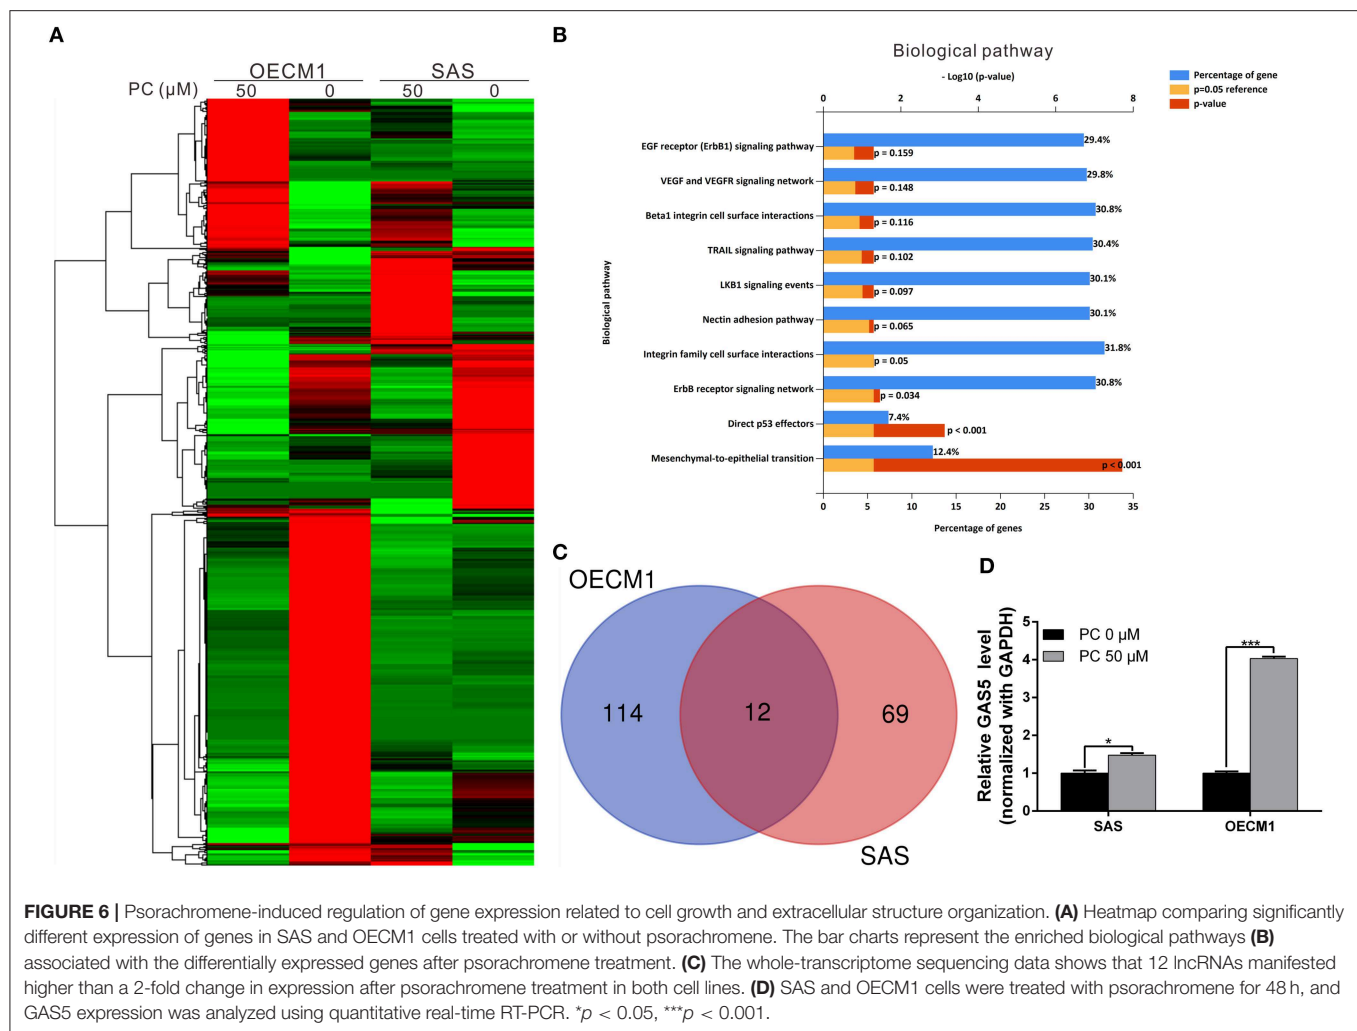 A
OECM1 SAS
PC (µM) 50 0 50 0
B
Biological pathway
- Log10 (p-value)
0 2 4 6 8
Percentage of gene
p=0.05 reference
p-value
Biological pathway
EGF receptor (ErbB1) signaling pathway 29.4%
p = 0.159
VEGF and VEGFR signaling network 29.8%
p = 0.148
Beta1 integrin cell surface interactions 30.8%
p = 0.116
TRAIL signaling pathway 30.4%
p = 0.102
LKB1 signaling events 30.1%
p = 0.097
Nectin adhesion pathway 30.1%
p = 0.065
Integrin family cell surface interactions 31.8%
p = 0.05
ErbB receptor signaling network 30.8%
p = 0.034
Direct p53 effectors 7.4%
p < 0.001
Mesenchymal-to-epithelial transition 12.4%
p < 0.001
0 5 10 15 20 25 30 35
Percentage of genes
C
OECM1
114 12 69
SAS
D
Relative GAS5 level
(normalized with GAPDH)
5
4
3
2
1
0
PC 0 µM
PC 50 µM
*
***
SAS OECM1
FIGURE 6 | Psorachromene-induced regulation of gene expression related to cell growth and extracellular structure organization. (A) Heatmap comparing significantly
different expression of genes in SAS and OECM1 cells treated with or without psorachromene. The bar charts represent the enriched biological pathways (B)
associated with the differentially expressed genes after psorachromene treatment. (C) The whole-transcriptome sequencing data shows that 12 lncRNAs manifested
higher than a 2-fold change in expression after psorachromene treatment in both cell lines. (D) SAS and OECM1 cells were treated with psorachromene for 48 h, and
GAS5 expression was analyzed using quantitative real-time RT-PCR. *p < 0.05, ***p < 0.001.